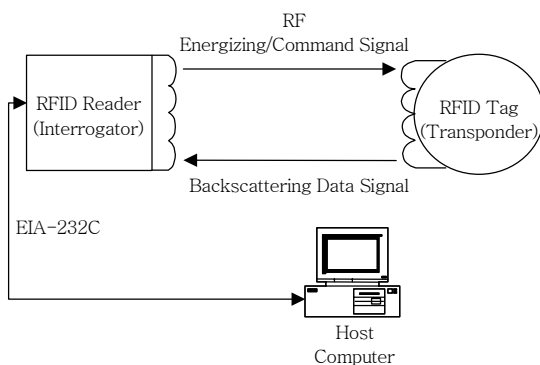 RF
Energizing/Command Signal
RFID Reader
(Interrogator)
RFID Tag
(Transponder)
Backscattering Data Signal
EIA-232C
Host
Computer